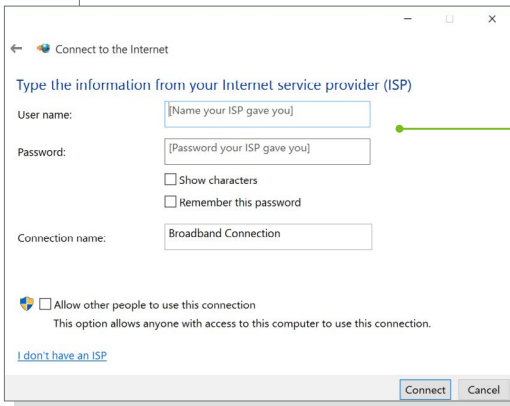 Connect to the Internet
Type the information from your Internet service provider (ISP)
User name:
[Name your ISP gave you]
Password:
[Password your ISP gave you]
Show characters
Remember this password
Connection name:
Broadband Connection
Allow other people to use this connection
This option allows anyone with access to this computer to use this connection.
I don't have an ISP
Connect Cancel